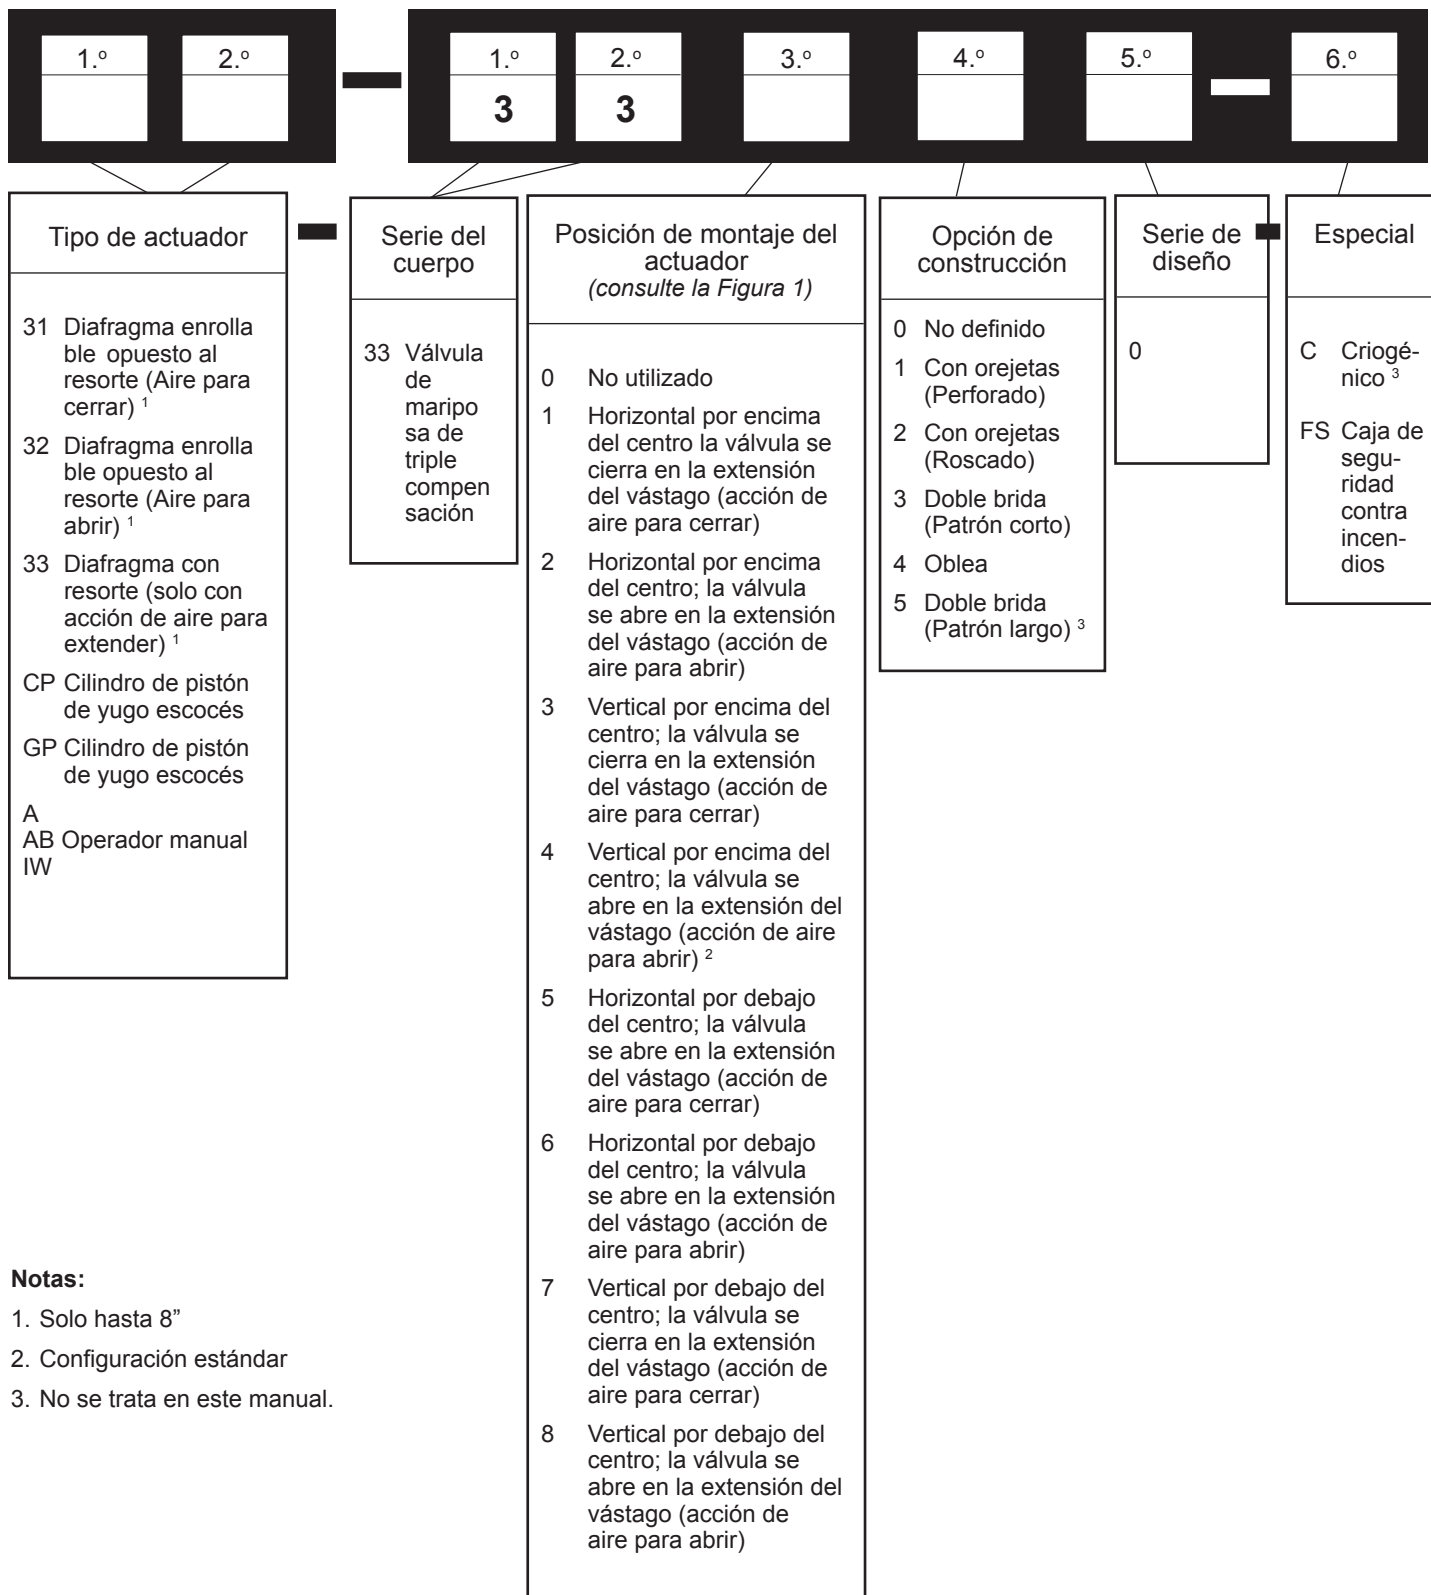 1.º
2.º
1.º
2.º
3.º
4.º
5.º
6.º
3
3
Tipo de actuador
31 Diafragma enrolla
ble opuesto al
resorte (Aire para
cerrar) 1
32 Diafragma enrolla
ble opuesto al
resorte (Aire para
abrir) 1
33 Diafragma con
resorte (solo con
acción de aire para
extender) 1
CP Cilindro de pistón
de yugo escocés
GP Cilindro de pistón
de yugo escocés
A
AB Operador manual
IW
Serie del
cuerpo
33 Válvula
de
maripo
sa de
triple
compen
sación
Posición de montaje del
actuador
(consulte la Figura 1)
0 No utilizado
1 Horizontal por encima
del centro la válvula se
cierra en la extensión
del vástago (acción de
aire para cerrar)
2 Horizontal por encima
del centro; la válvula
se abre en la extensión
del vástago (acción de
aire para abrir)
3 Vertical por encima del
centro; la válvula se
cierra en la extensión
del vástago (acción de
aire para cerrar)
4 Vertical por encima del
centro; la válvula se
abre en la extensión del
vástago (acción de aire
para abrir) 2
5 Horizontal por debajo
del centro; la válvula
se abre en la extensión
del vástago (acción de
aire para cerrar)
6 Horizontal por debajo
del centro; la válvula
se abre en la extensión
del vástago (acción de
aire para abrir)
7 Vertical por debajo del
centro; la válvula se
cierra en la extensión
del vástago (acción de
aire para cerrar)
8 Vertical por debajo del
centro; la válvula se
abre en la extensión del
vástago (acción de
aire para abrir)
Opción de
construcción
0 No definido
1 Con orejetas
(Perforado)
2 Con orejetas
(Roscado)
3 Doble brida
(Patrón corto)
4 Oblea
5 Doble brida
(Patrón largo) 3
Serie de
diseño
0
Especial
C Criogé-
nico 3
FS Caja de
segu-
ridad
contra
incen-
dios
Notas:
1. Solo hasta 8”
2. Configuración estándar
3. No se trata en este manual.